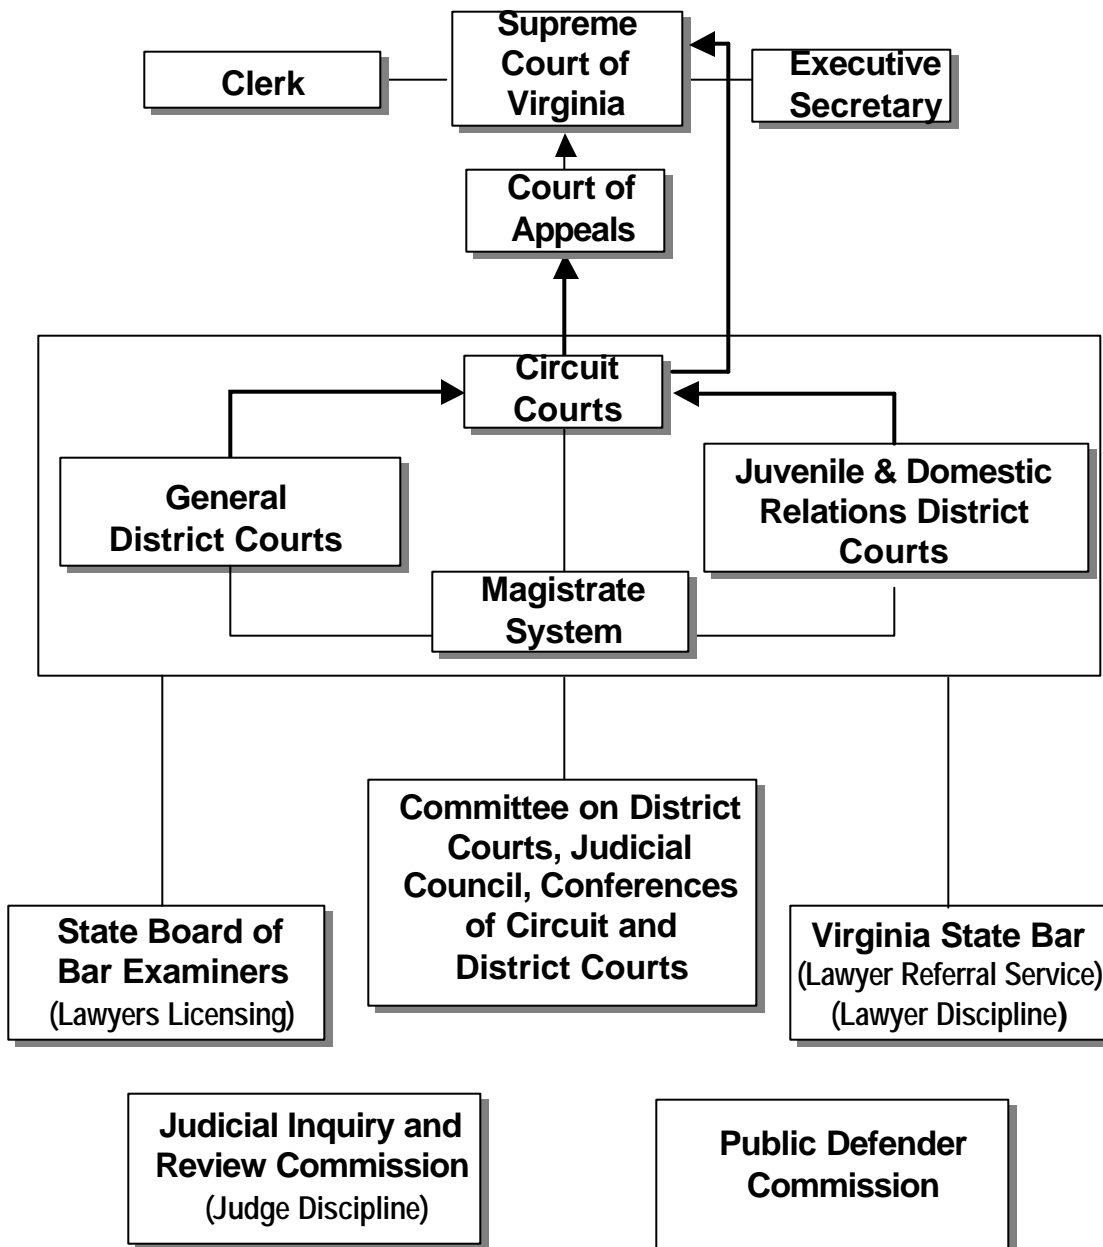 Supreme
Court of
Virginia
Clerk
Executive
Secretary
Court of
Appeals
Circuit
Courts
General
District Courts
Juvenile & Domestic
Relations District
Courts
Magistrate
System
Committee on District
Courts, Judicial
Council, Conferences
of Circuit and
District Courts
State Board of
Bar Examiners
(Lawyers Licensing)
Virginia State Bar
(Lawyer Referral Service)
(Lawyer Discipline)
Judicial Inquiry and
Review Commission
(Judge Discipline)
Public Defender
Commission